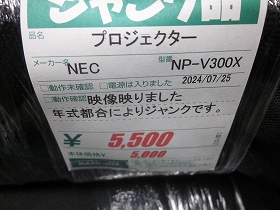 ジャンク品
品名
プロジェクター
メーカー名 NEC 型番 NP-V300X
□動作未確認 □電源は入りました 2024/07/25
□動作確認 映像映りました
年式都合によりジャンクです。
¥ 5,500 税込
本体価格¥ 5,000